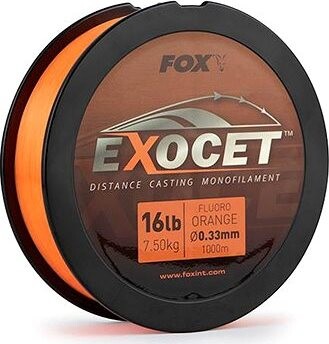 FOX
EXOCET™
DISTANCE CASTING MONOFILAMENT
16lb
7.50kg
FLUORO
ORANGE
Ø0.33mm
1000m
www.foxint.com